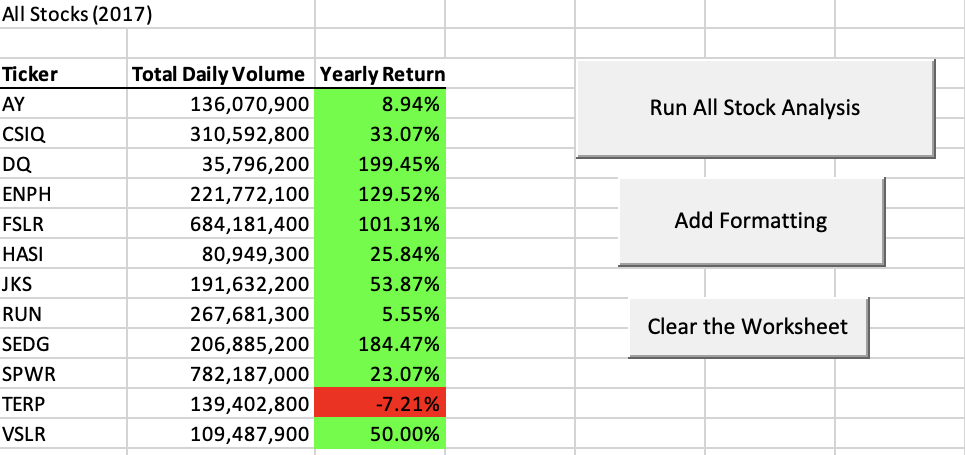 All Stocks (2017)
Ticker Total Daily Volume Yearly Return
AY 136,070,900 8.94%
CSIQ 310,592,800 33.07%
DQ 35,796,200 199.45%
ENPH 221,772,100 129.52%
FSLR 684,181,400 101.31%
HASI 80,949,300 25.84%
JKS 191,632,200 53.87%
RUN 267,681,300 5.55%
SEDG 206,885,200 184.47%
SPWR 782,187,000 23.07%
TERP 139,402,800 -7.21%
VSLR 109,487,900 50.00%
Run All Stock Analysis
Add Formatting
Clear the Worksheet